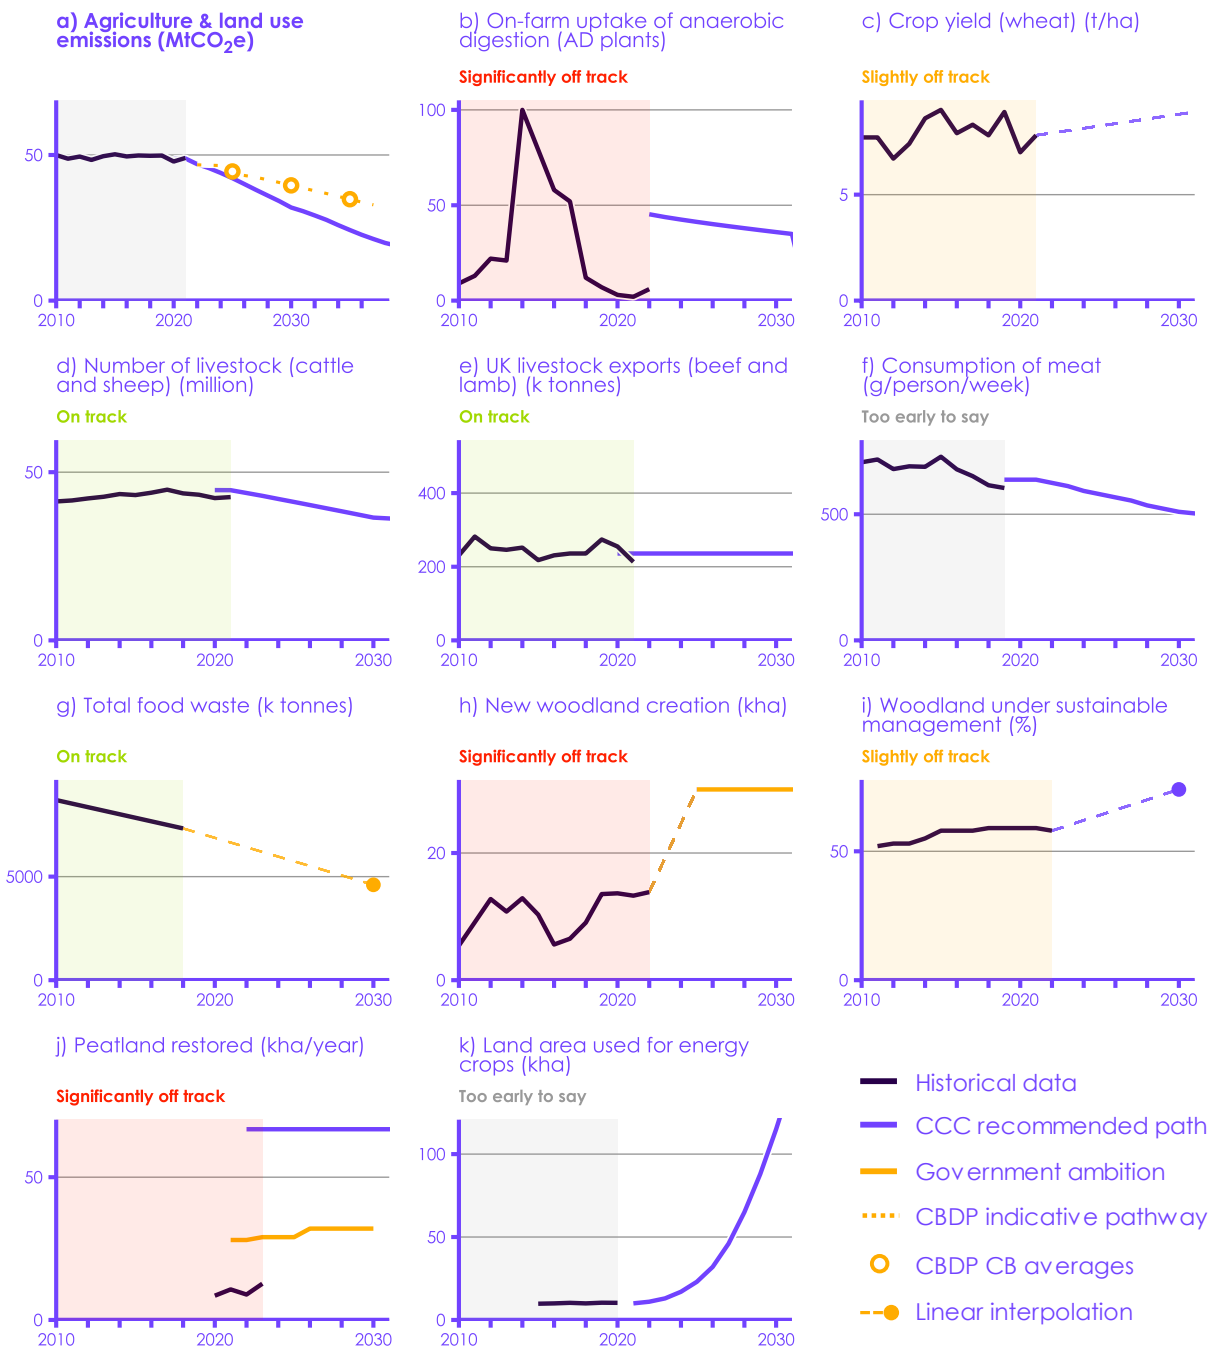 a) Agriculture & land use
emissions (MtCO2e)
50
0
2010
2020
2030
b) On-farm uptake of anaerobic
digestion (AD plants)
Significantly off track
100
50
0
2010
2020
2030
c) Crop yield (wheat) (t/ha)
Slightly off track
5
0
2010
2020
2030
d) Number of livestock (cattle
and sheep) (million)
On track
50
0
2010
2020
2030
e) UK livestock exports (beef and
lamb) (k tonnes)
On track
400
200
0
2010
2020
2030
f) Consumption of meat
(g/person/week)
Too early to say
500
0
2010
2020
2030
g) Total food waste (k tonnes)
On track
5000
0
2010
2020
2030
h) New woodland creation (kha)
Significantly off track
20
0
2010
2020
2030
i) Woodland under sustainable
management (%)
Slightly off track
50
0
2010
2020
2030
j) Peatland restored (kha/year)
Significantly off track
50
0
2010
2020
2030
k) Land area used for energy
crops (kha)
Too early to say
100
50
0
2010
2020
2030
Historical data
CCC recommended path
Government ambition
CBDP indicative pathway
CBDP CB averages
Linear interpolation